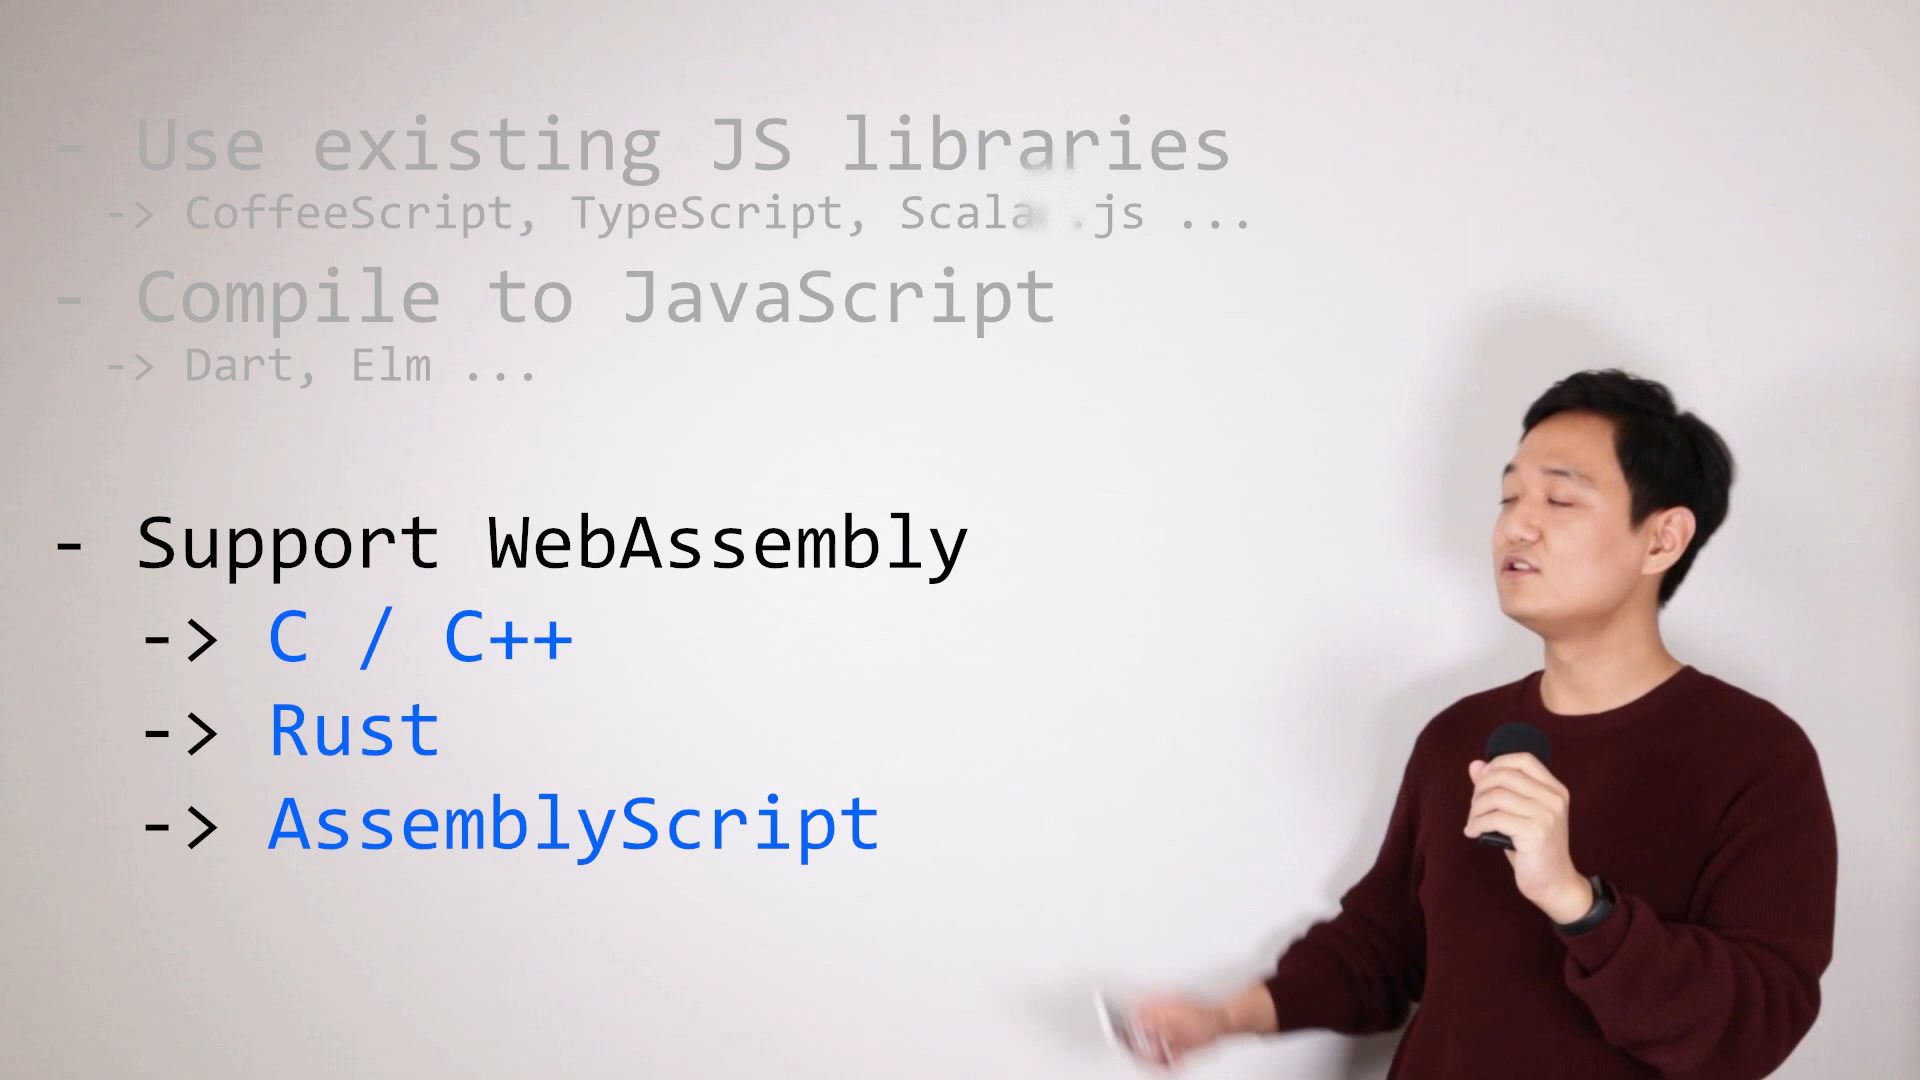 - Use existing JS libraries
-> CoffeeScript, TypeScript, Scala.js ...
- Compile to JavaScript
-> Dart, Elm ...
- Support WebAssembly
-> C / C++
-> Rust
-> AssemblyScript